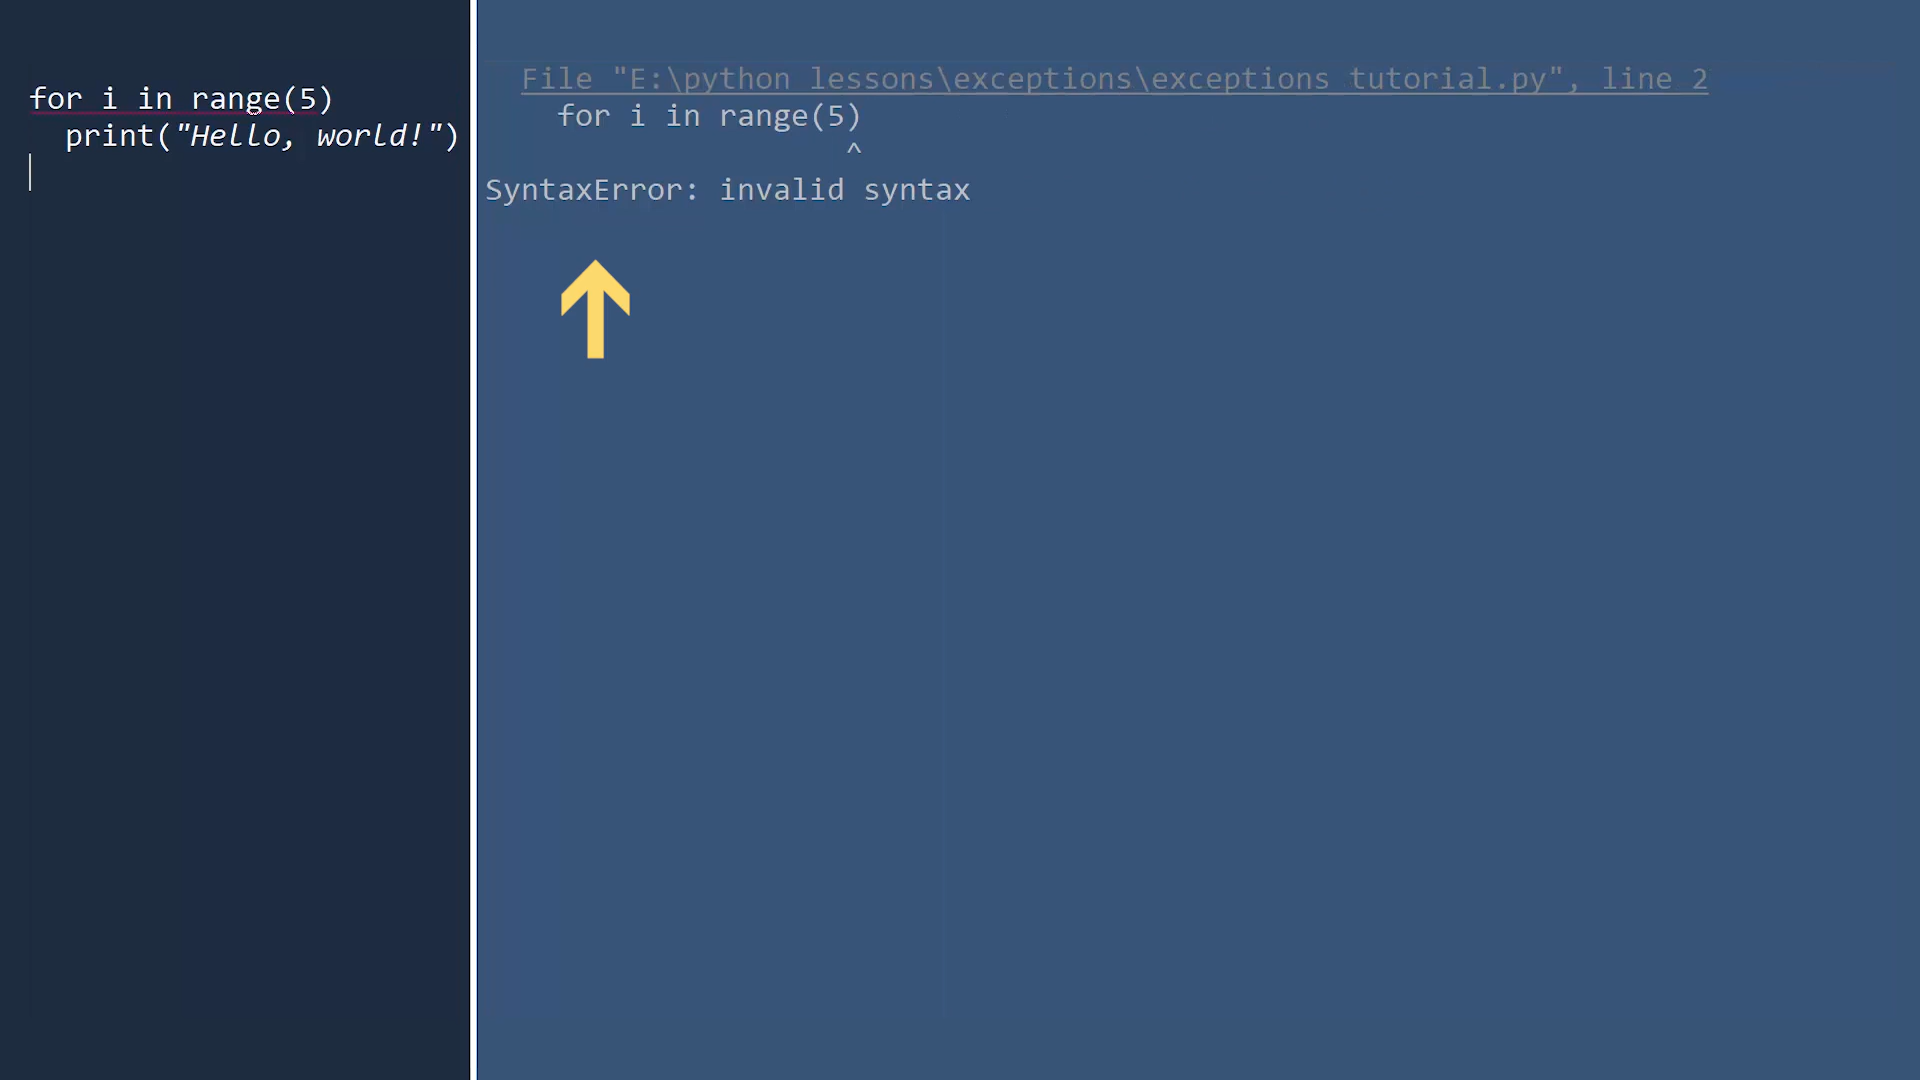 for i in range(5)
print("Hello, world!")
File "E:\python lessons\exceptions\exceptions tutorial.py", line 2
for i in range(5)
^
SyntaxError: invalid syntax